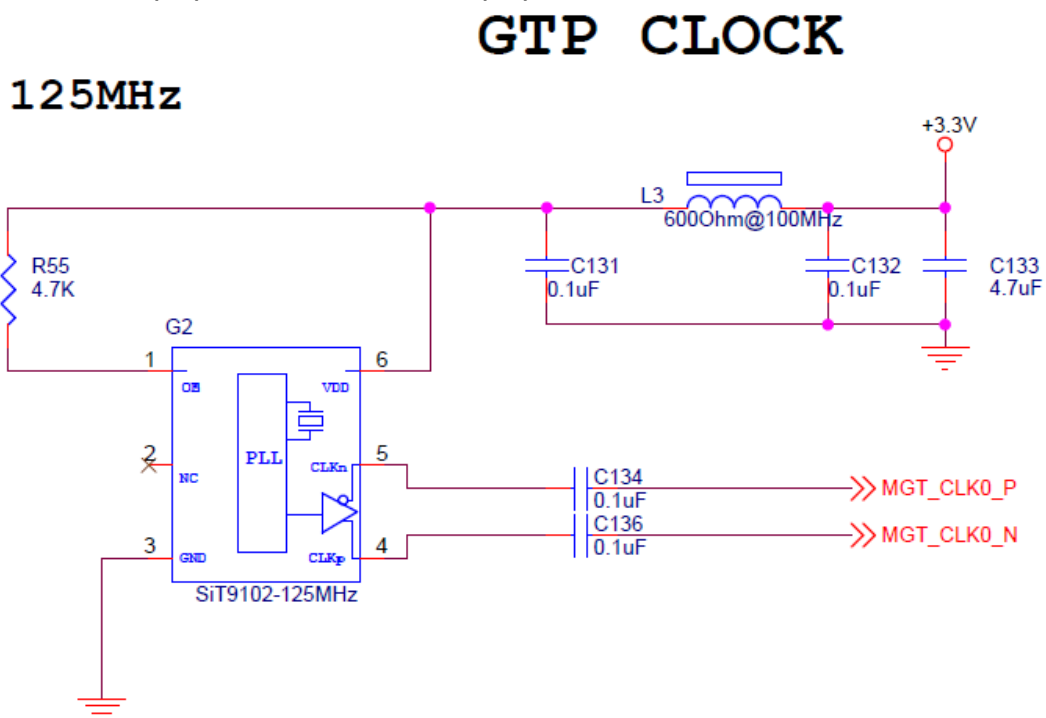 GTP CLOCK
125MHz
+3.3V
L3
600Ohm@100MHz
R55
4.7K
C131
0.1uF
C132
0.1uF
C133
4.7uF
G2
1
6
OE
VDD
2
5
NC
PLL
CLKn
C134
0.1uF
MGT_CLK0_P
C136
0.1uF
MGT_CLK0_N
3
4
GND
CLKp
SiT9102-125MHz